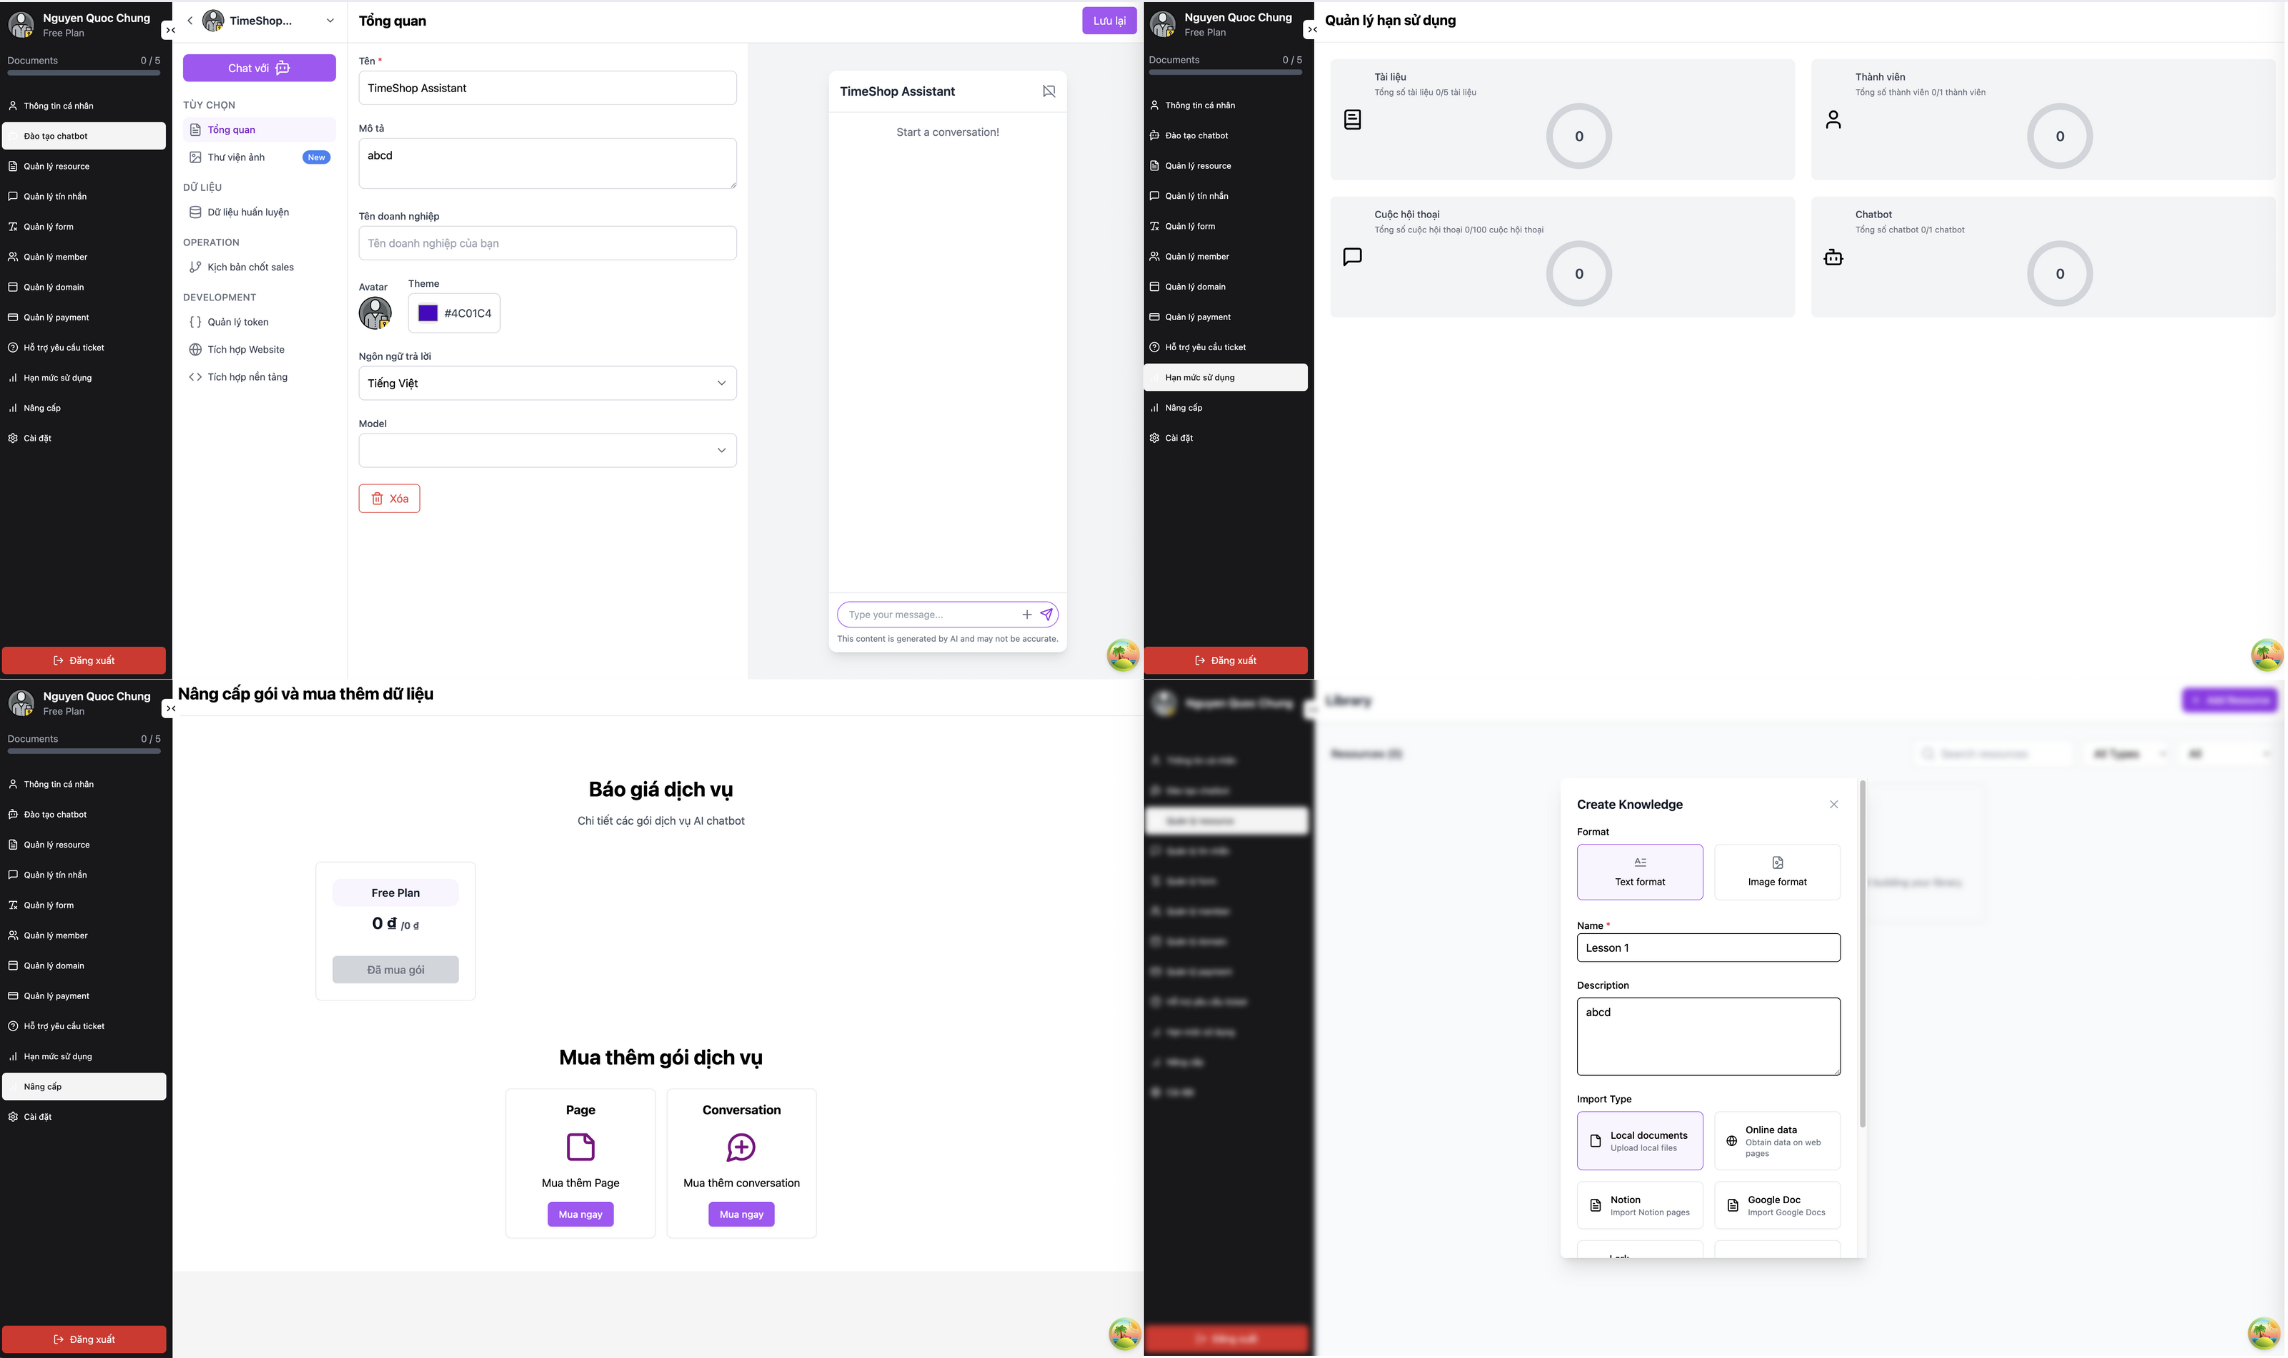 Nguyen Quoc Chung
Free Plan
Documents 0 / 5
Thông tin cá nhân
Đào tạo chatbot
Quản lý resource
Quản lý tin nhắn
Quản lý form
Quản lý member
Quản lý domain
Quản lý payment
Hỗ trợ yêu cầu ticket
Hạn mức sử dụng
Nâng cấp
Cài đặt
Đăng xuất
TimeShop...
Chat với
TÙY CHỌN
Tổng quan
Thư viện ảnh New
DỮ LIỆU
Dữ liệu huấn luyện
OPERATION
Kịch bản chốt sales
DEVELOPMENT
Quản lý token
Tích hợp Website
Tích hợp nền tảng
Tổng quan
Lưu lại
Tên *
TimeShop Assistant
Mô tả
abcd
Tên doanh nghiệp
Tên doanh nghiệp của bạn
Avatar
Theme
#4C01C4
Ngôn ngữ trả lời
Tiếng Việt
Model
Xóa
TimeShop Assistant
Start a conversation!
Type your message...
This content is generated by AI and may not be accurate.
Nguyen Quoc Chung
Free Plan
Documents 0 / 5
Thông tin cá nhân
Đào tạo chatbot
Quản lý resource
Quản lý tin nhắn
Quản lý form
Quản lý member
Quản lý domain
Quản lý payment
Hỗ trợ yêu cầu ticket
Hạn mức sử dụng
Nâng cấp
Cài đặt
Đăng xuất
Quản lý hạn sử dụng
Tài liệu
Tổng số tài liệu 0/5 tài liệu
0
Thành viên
Tổng số thành viên 0/1 thành viên
0
Cuộc hội thoại
Tổng số cuộc hội thoại 0/100 cuộc hội thoại
0
Chatbot
Tổng số chatbot 0/1 chatbot
0
Nguyen Quoc Chung
Free Plan
Documents 0 / 5
Thông tin cá nhân
Đào tạo chatbot
Quản lý resource
Quản lý tin nhắn
Quản lý form
Quản lý member
Quản lý domain
Quản lý payment
Hỗ trợ yêu cầu ticket
Hạn mức sử dụng
Nâng cấp
Cài đặt
Đăng xuất
Nâng cấp gói và mua thêm dữ liệu
Báo giá dịch vụ
Chi tiết các gói dịch vụ AI chatbot
Free Plan
0 đ /0 đ
Đã mua gói
Mua thêm gói dịch vụ
Page
Mua thêm Page
Mua ngay
Conversation
Mua thêm conversation
Mua ngay
Nguyen Quoc Chung
Library
Add Resource
Resources (0)
Search resources
All Types
All
Create Knowledge
Format
Text format
Image format
Name *
Lesson 1
Description
abcd
Import Type
Local documents
Upload local files
Online data
Obtain data on web
pages
Notion
Import Notion pages
Google Doc
Import Google Docs